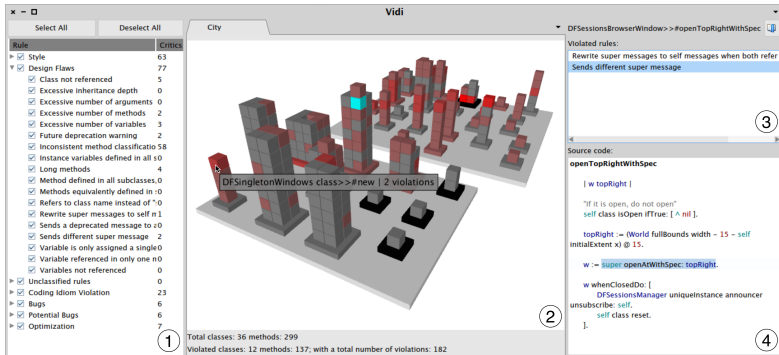 Vidi
Select All Deselect All
City
DFSessionsBrowserWindow>>#openTopRightWithSpec
Rule Critics
Style 63
Design Flaws 77
Class not referenced 5
Excessive inheritance depth 0
Excessive number of arguments 0
Excessive number of methods 2
Excessive number of variables 3
Future deprecation warning 2
Inconsistent method classificatio 58
Instance variables defined in all s 0
Long methods 4
Method defined in all subclasses, 0
Methods equivalently defined in : 0
Refers to class name instead of " 0
Rewrite super messages to self n 1
Sends a deprecated message to z 0
Sends different super message 2
Variable is only assigned a single 0
Variable referenced in only one n 0
Variables not referenced 0
Unclassified rules 0
Coding Idiom Violation 23
Bugs 6
Potential Bugs 6
Optimization 7
1
DFSingletonWindows class>>#new | 2 violations
2
Total classes: 36 methods: 299
Violated classes: 12 methods: 137; with a total number of violations: 182
Violated rules:
Rewrite super messages to self messages when both refer
Sends different super message
3
Source code:
openTopRightWithSpec
| w topRight |
"If it is open, do not open"
self class isOpen ifTrue: [ ^ nil ].
topRight := (World fullBounds width - 15 - self
initialExtent x) @ 15.
w := super openAtWithSpec: topRight.
w whenClosedDo: [
DFSessionsManager uniqueInstance announcer
unsubscribe: self.
self class reset.
].
4